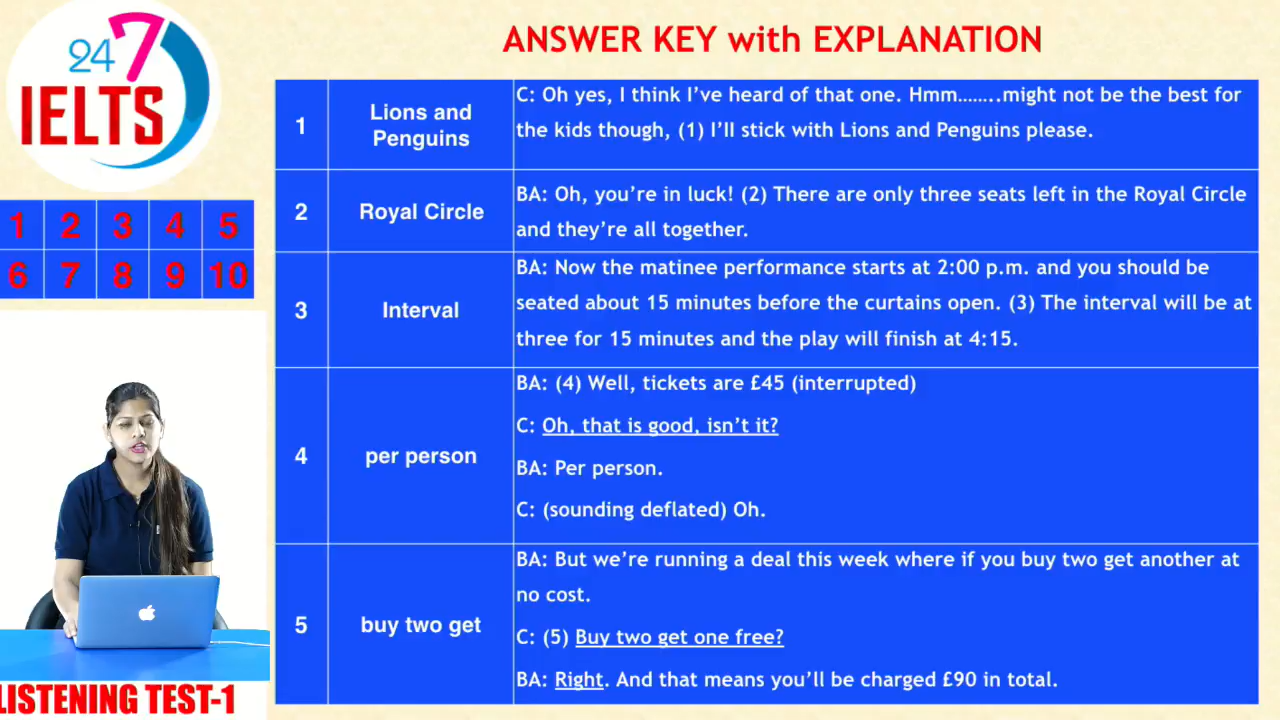 24 7
IELTS
ANSWER KEY with EXPLANATION
1
Lions and
Penguins
C: Oh yes, I think I've heard of that one. Hmm........might not be the best for
the kids though, (1) I'll stick with Lions and Penguins please.
2
Royal Circle
BA: Oh, you're in luck! (2) There are only three seats left in the Royal Circle
and they're all together.
3
Interval
BA: Now the matinee performance starts at 2:00 p.m. and you should be
seated about 15 minutes before the curtains open. (3) The interval will be at
three for 15 minutes and the play will finish at 4:15.
4
per person
BA: (4) Well, tickets are £45 (interrupted)
C: Oh, that is good, isn't it?
BA: Per person.
C: (sounding deflated) Oh.
5
buy two get
BA: But we're running a deal this week where if you buy two get another at
no cost.
C: (5) Buy two get one free?
BA: Right. And that means you'll be charged £90 in total.
1 2 3 4 5
6 7 8 9 10
LISTENING TEST-1